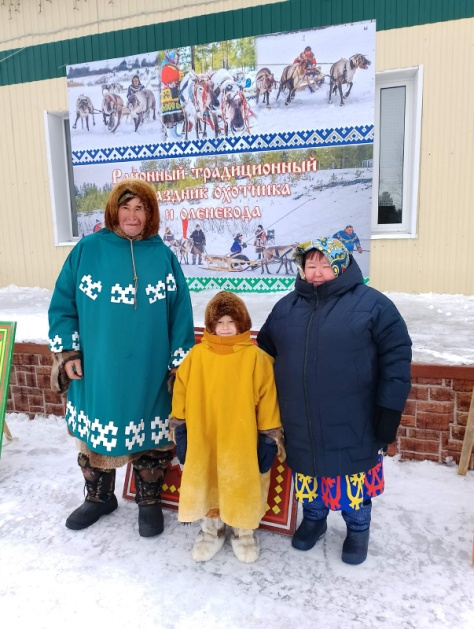 Районный традиционный
праздник охотника
и оленевода